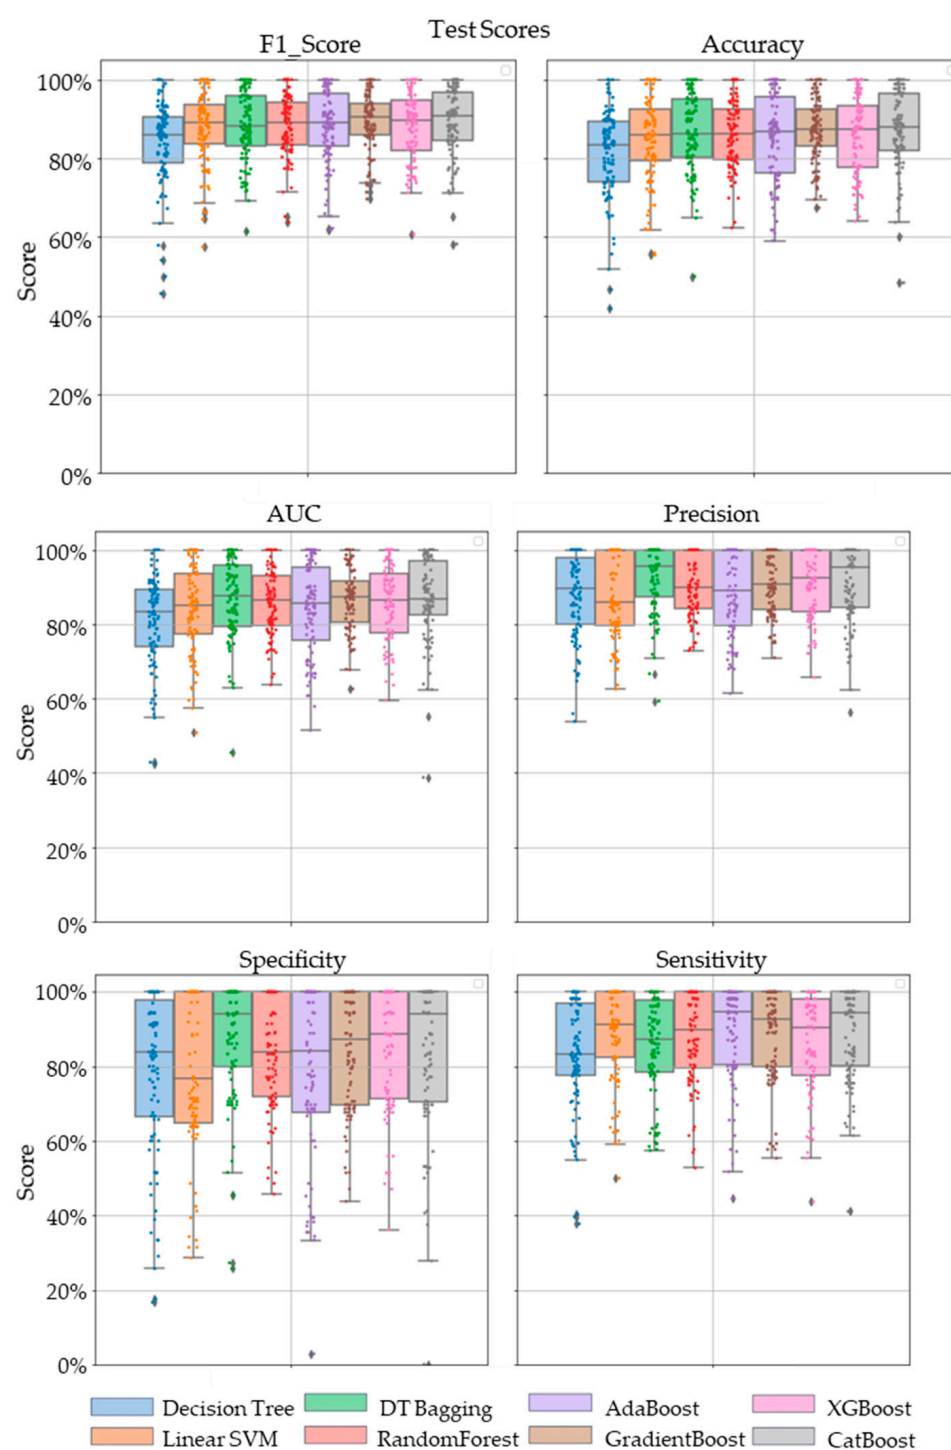 Test Scores
F1_Score
Accuracy
Score
100%
80%
60%
40%
20%
0%
AUC
Precision
Score
100%
80%
60%
40%
20%
0%
Specificity
Sensitivity
Score
100%
80%
60%
40%
20%
0%
Decision Tree
DT Bagging
AdaBoost
XGBoost
Linear SVM
RandomForest
GradientBoost
CatBoost